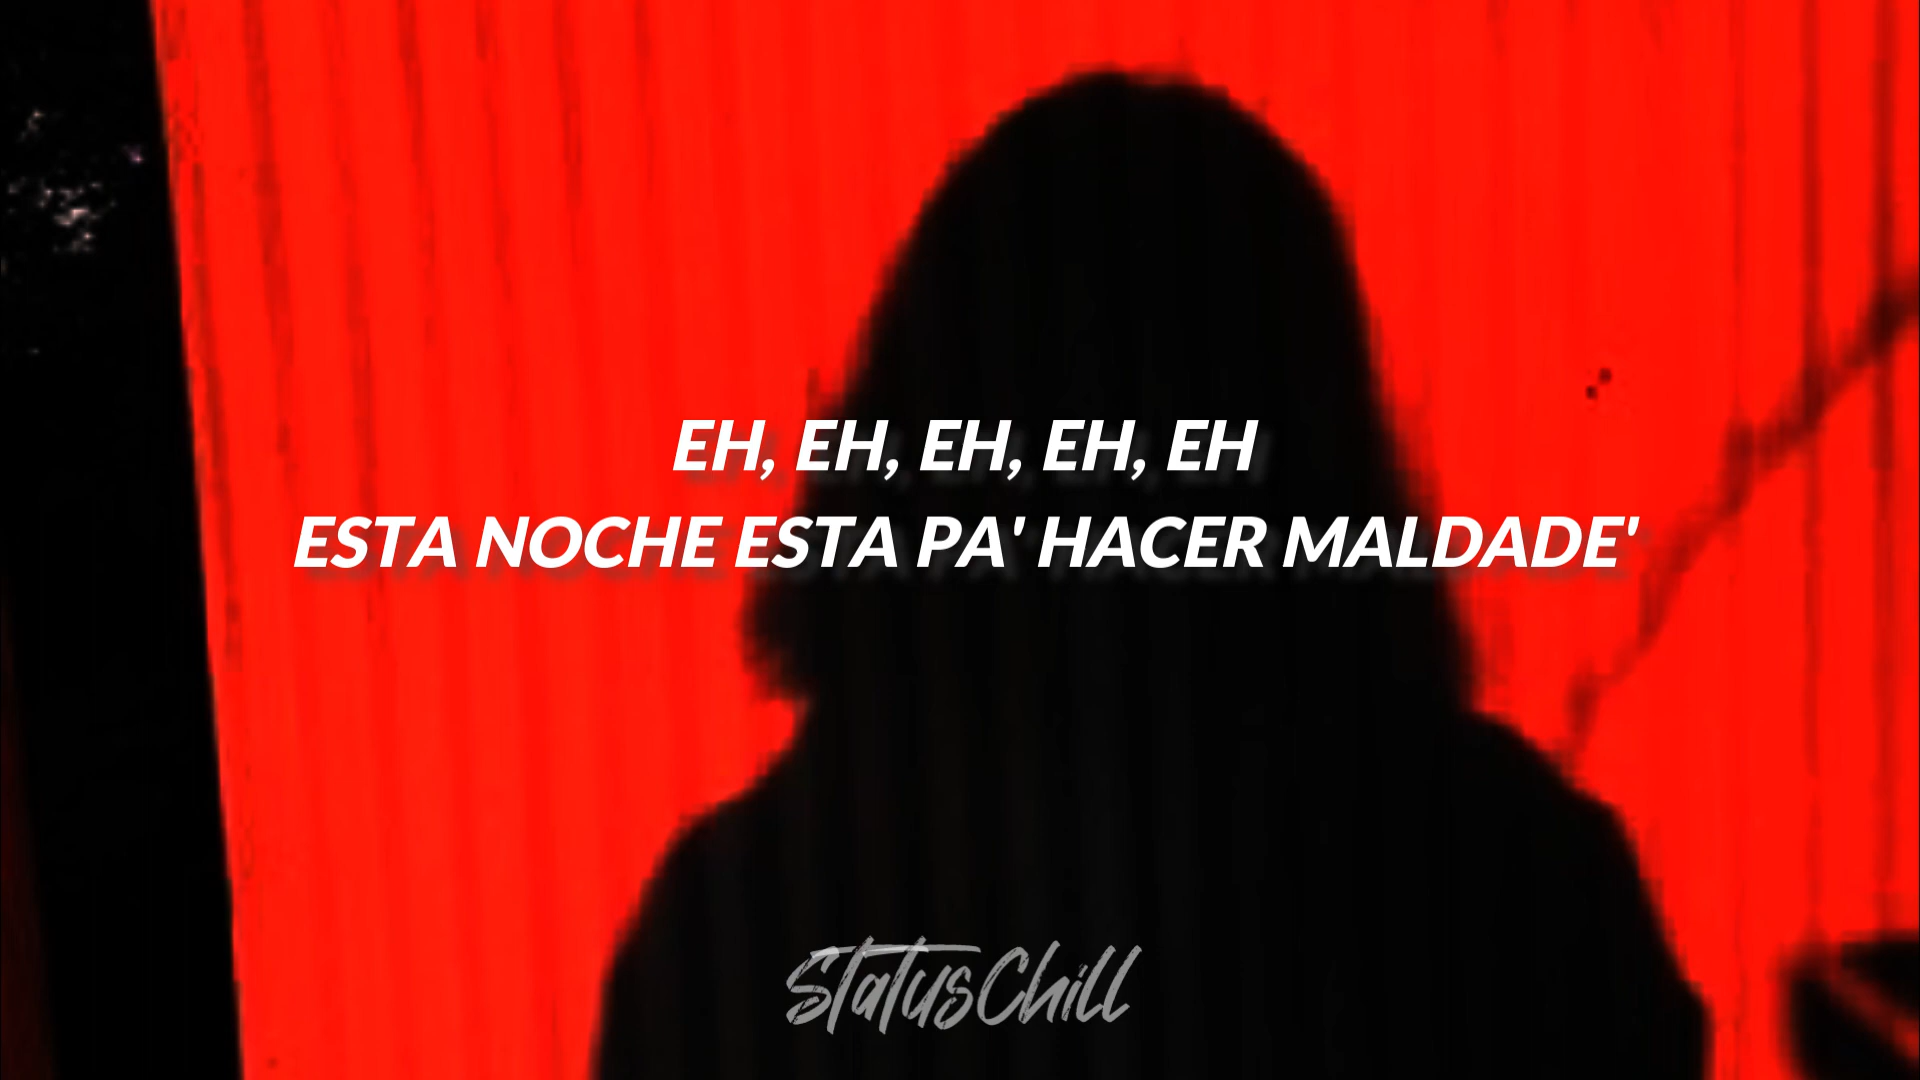 EH, EH, EH, EH, EH
ESTA NOCHE ESTA PA' HACER MALDADE'
StatusChill